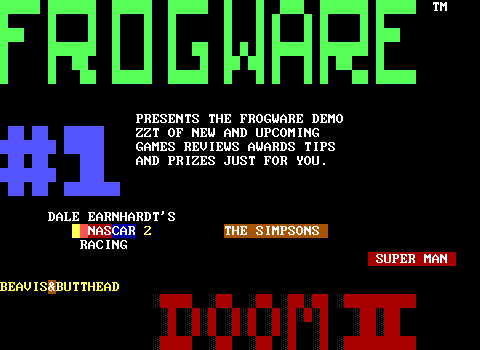 FROGWARE TM
#1
PRESENTS THE FROGWARE DEMO
ZZT OF NEW AND UPCOMING
GAMES REVIEWS AWARDS TIPS
AND PRIZES JUST FOR YOU.
DALE EARNHARDT'S
NASCAR 2
RACING
THE SIMPSONS
SUPER MAN
BEAVIS&BUTTHEAD
DOOM II